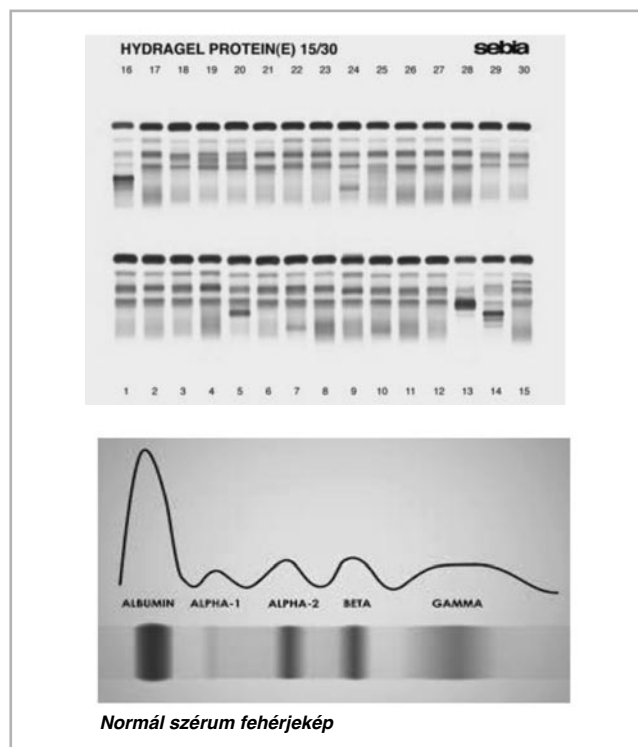 HYDRAGEL PROTEIN(E) 15/30 sebia
16 17 18 19 20 21 22 23 24 25 26 27 28 29 30
1 2 3 4 5 6 7 8 9 10 11 12 13 14 15
ALBUMIN ALPHA-1 ALPHA-2 BETA GAMMA
Normál szérum fehérjekép